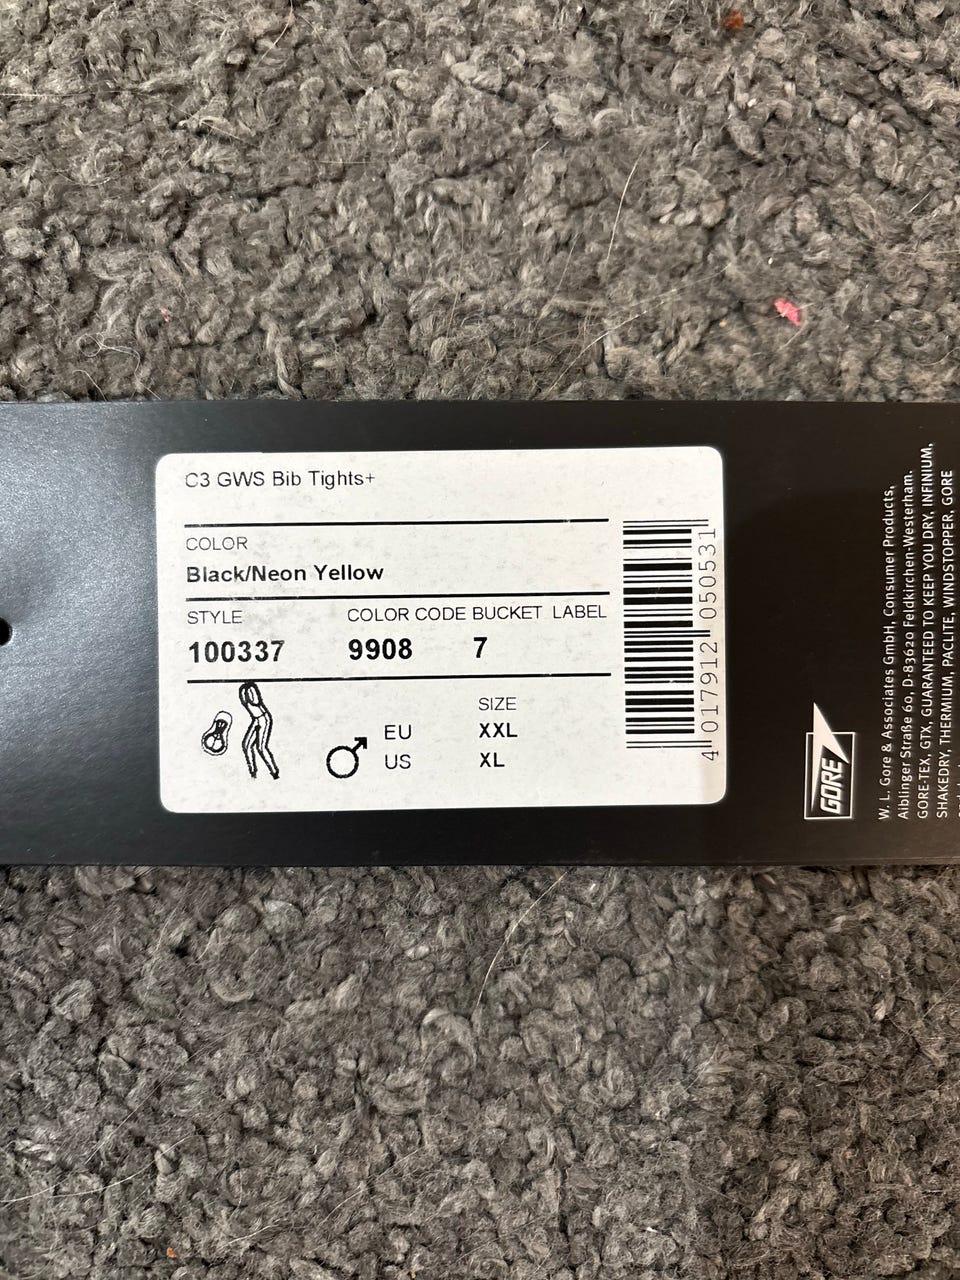 C3 GWS Bib Tights+
COLOR
Black/Neon Yellow
STYLE COLOR CODE BUCKET LABEL
100337 9908 7
SIZE
EU XXL
US XL
4 017912 050531
GORE
W. L. Gore & Associates GmbH, Consumer Products,
Aiblinger Straße 60, D-83620 Feldkirchen-Westerham.
GORE-TEX, GTX, GUARANTEED TO KEEP YOU DRY, INFINIUM,
SHAKEDRY, THERMIUM, PACLITE, WINDSTOPPER, GORE